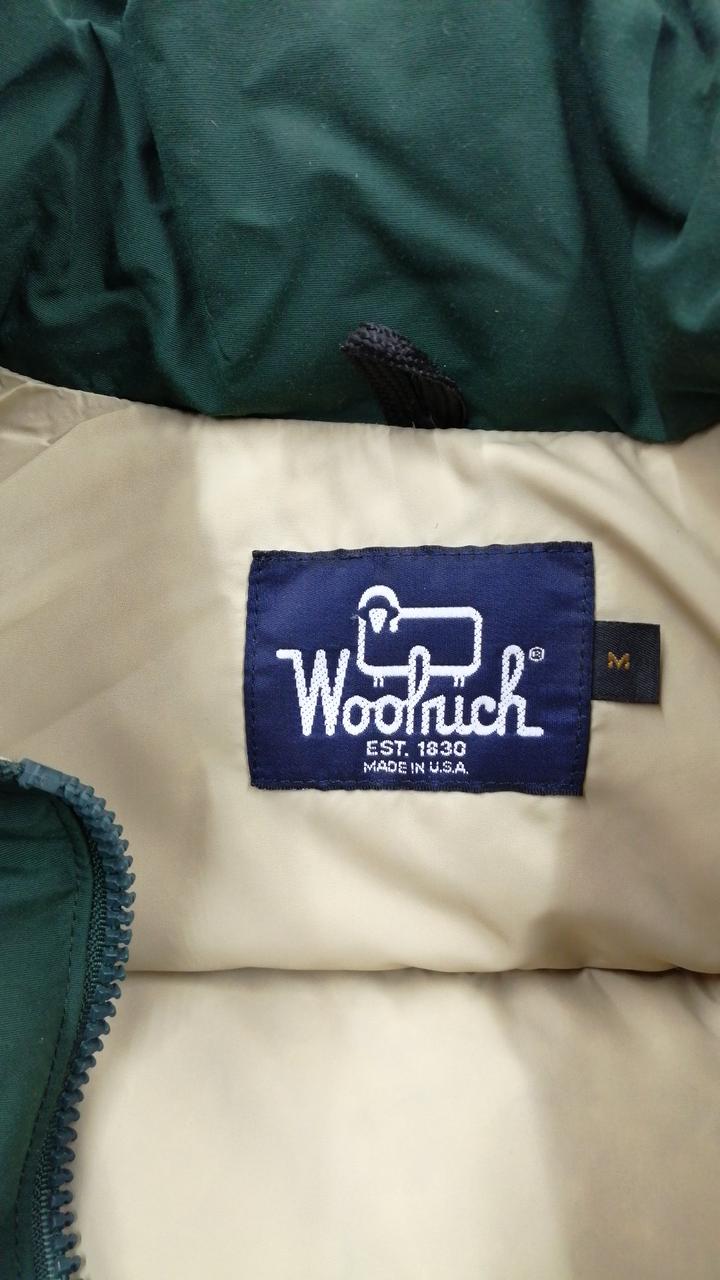 Woolrich®
EST. 1830
MADE IN U.S.A.
M